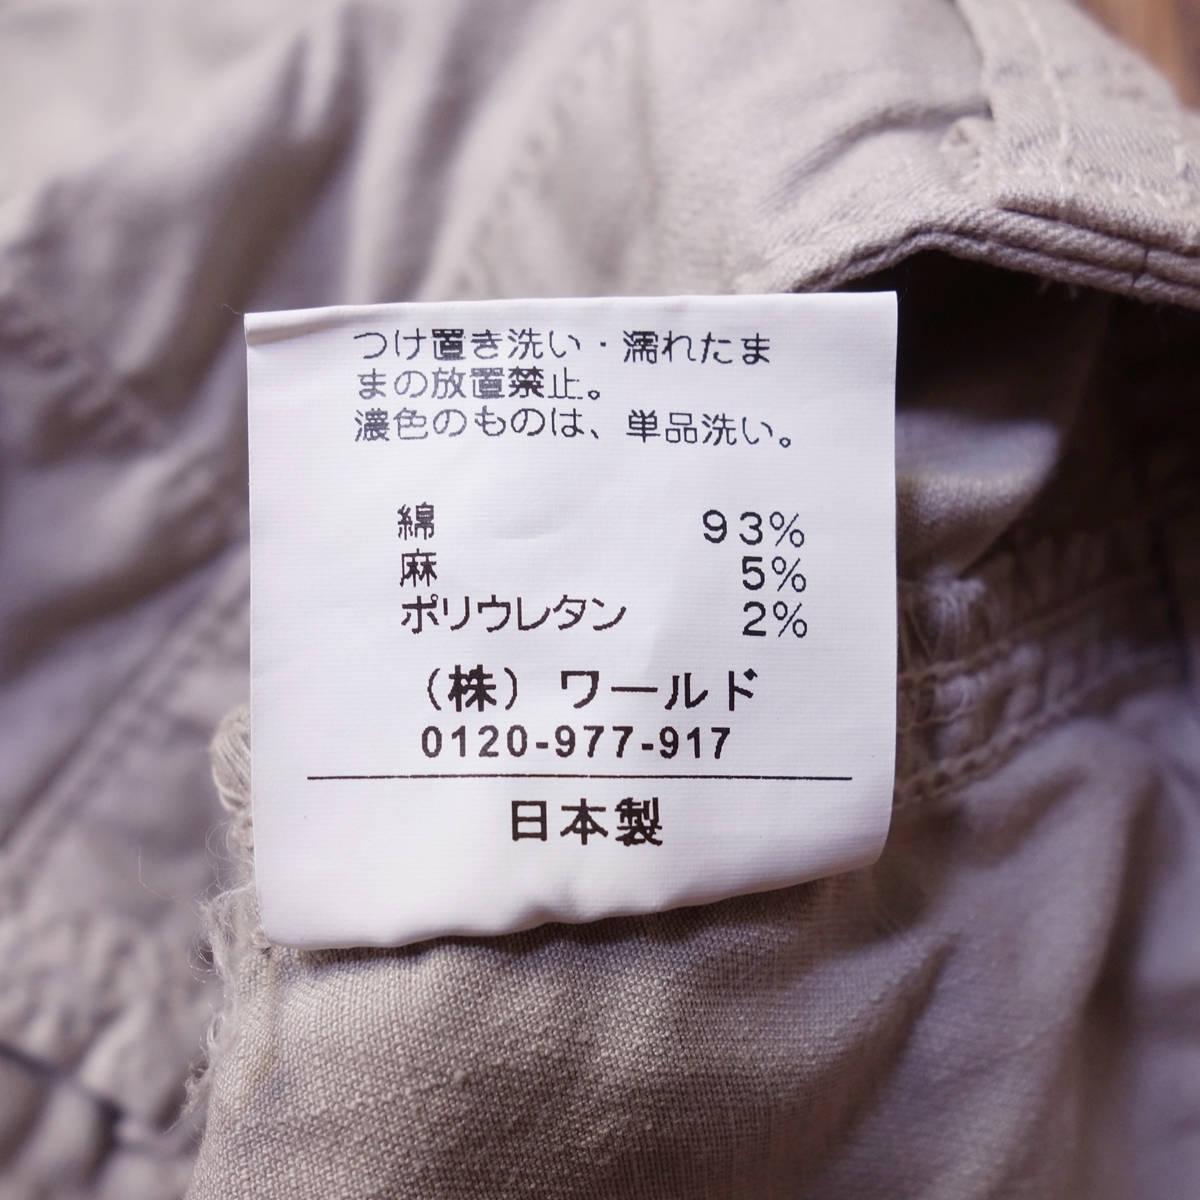 つけ置き洗い・濡れたま
まの放置禁止。
濃色のものは、単品洗い。
綿 93%
麻 5%
ポリウレタン 2%
（株）ワールド
0120-977-917
日本製